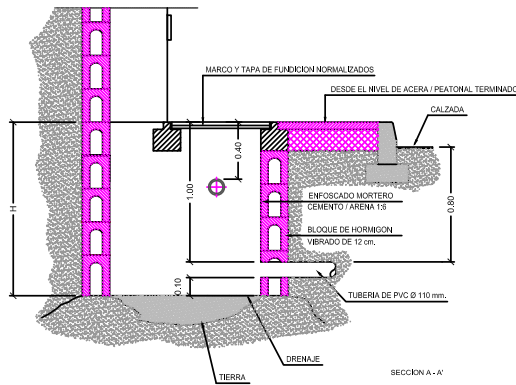 MARCO Y TAPA DE FUNDICION NORMALIZADOS
DESDE EL NIVEL DE ACERA / PEATONAL TERMINADO
CALZADA
0.40
1.00
H
ENFOSCADO MORTERO
CEMENTO / ARENA 1:6
0.80
BLOQUE DE HORMIGON
VIBRADO DE 12 cm.
0.10
TUBERIA DE PVC Ø 110 mm.
DRENAJE
TIERRA
SECCION A - A'